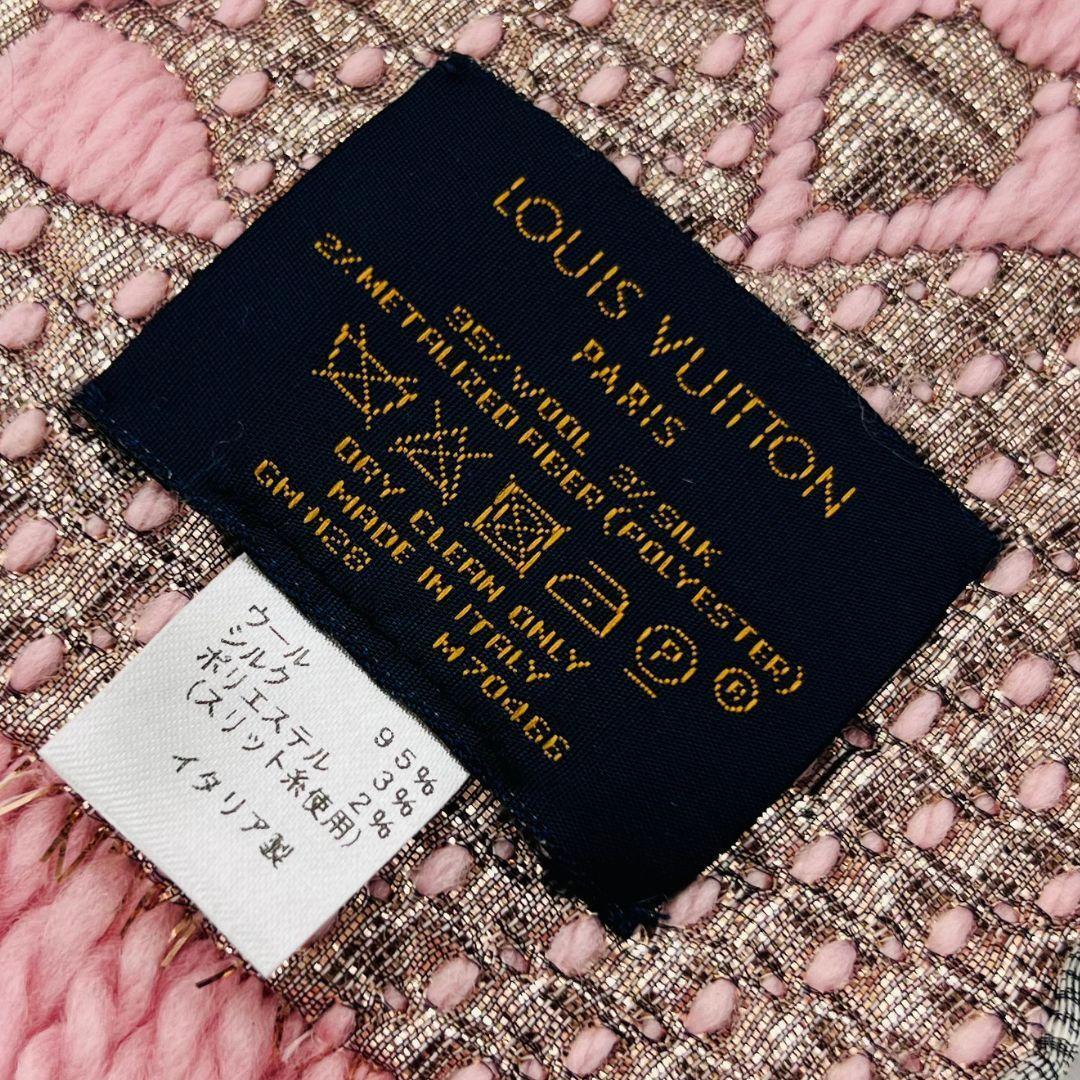 LOUIS VUITTON
PARIS
95% WOOL 3% SILK
2% METALIZED FIBER (POLYESTER)
P ®
DRY CLEAN ONLY
MADE IN ITALY
GM1128 M70466
ウール 95%
シルク 3%
ポリエステル 2%
(スリット糸使用)
イタリア製